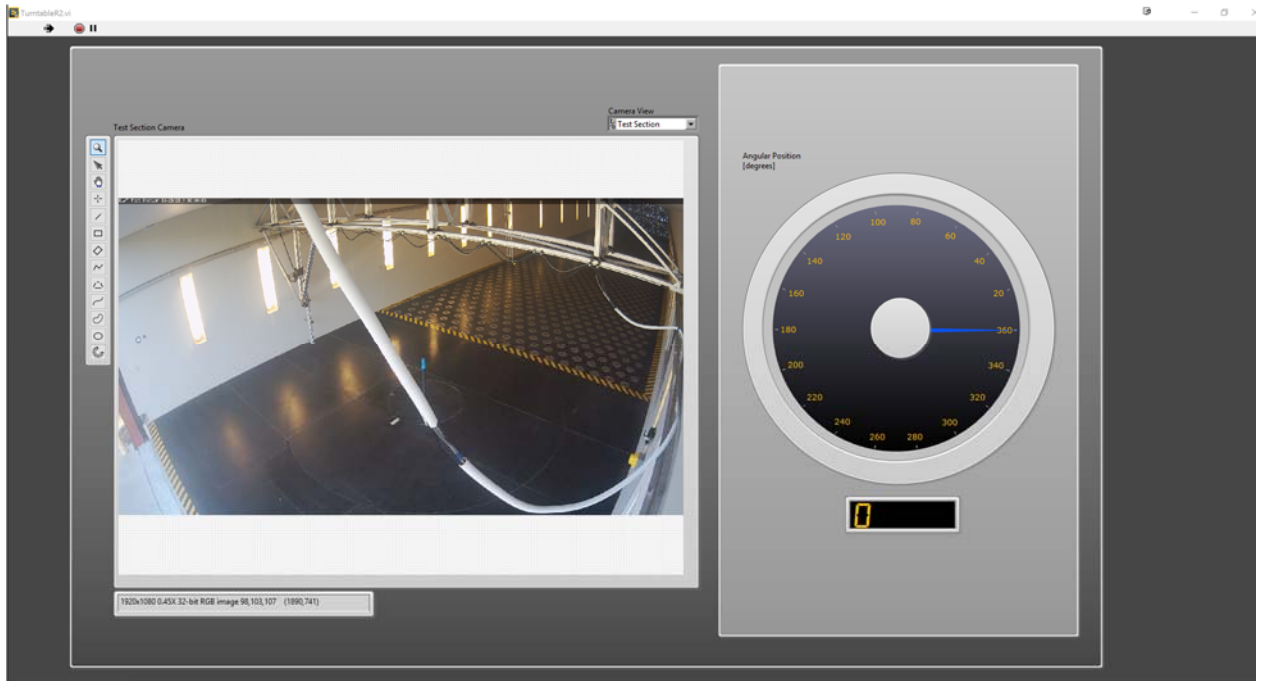 TurntableR2.vi
Camera View
Test Section
Test Section Camera
Angular Position
[degrees]
100 80
120 60
140 40
160 20
180 360
200 340
220 320
240 300
260 280
0
1920x1080 0.45X 32-bit RGB image 98,103,107 (1890,741)